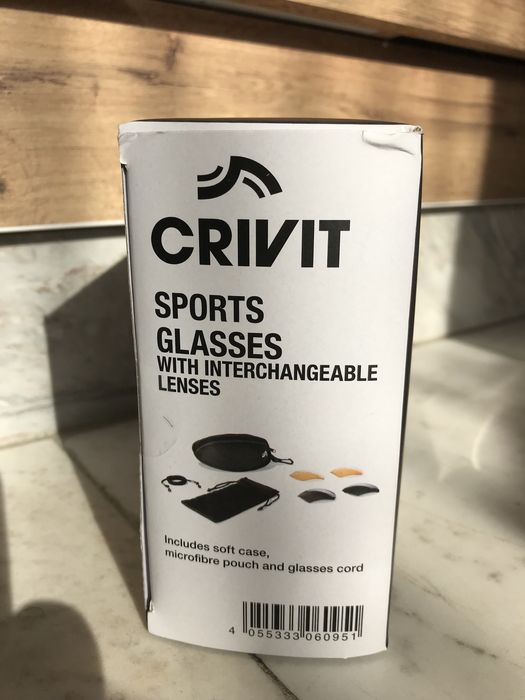 CRIVIT
SPORTS
GLASSES
WITH INTERCHANGEABLE
LENSES
Includes soft case,
microfibre pouch and glasses cord
4 055333 060951